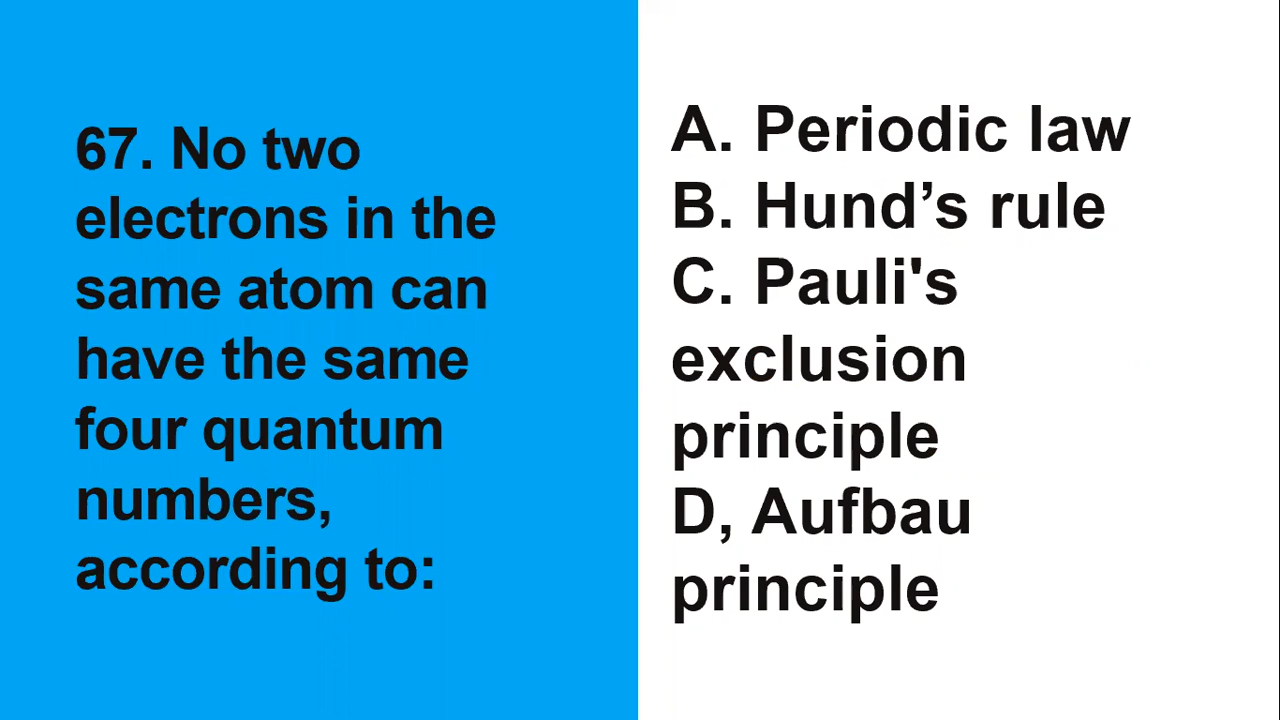 67. No two
electrons in the
same atom can
have the same
four quantum
numbers,
according to:
A. Periodic law
B. Hund’s rule
C. Pauli's
exclusion
principle
D, Aufbau
principle